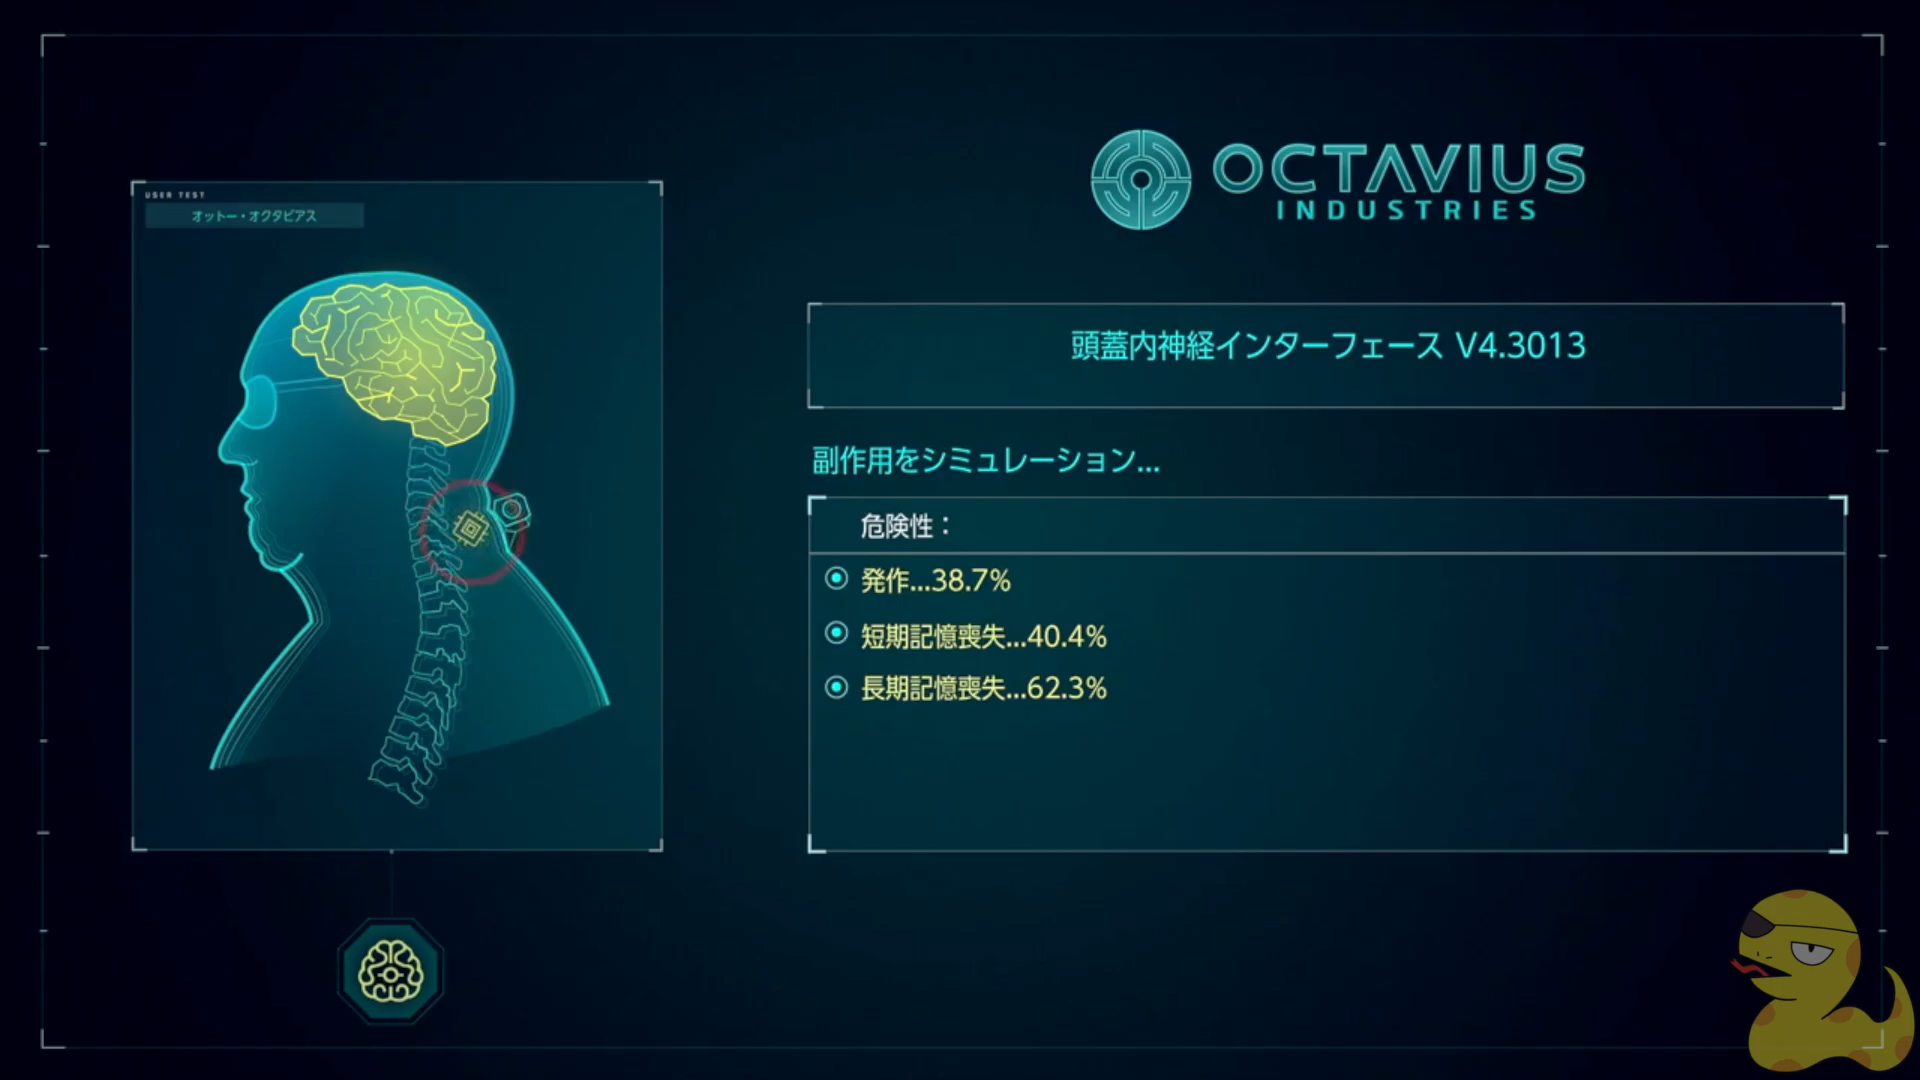 USER TEST
オットー・オクタビアス
OCTAVIUS
INDUSTRIES
頭蓋内神経インターフェース V4.3013
副作用をシミュレーション...
危険性：
発作...38.7%
短期記憶喪失...40.4%
長期記憶喪失...62.3%